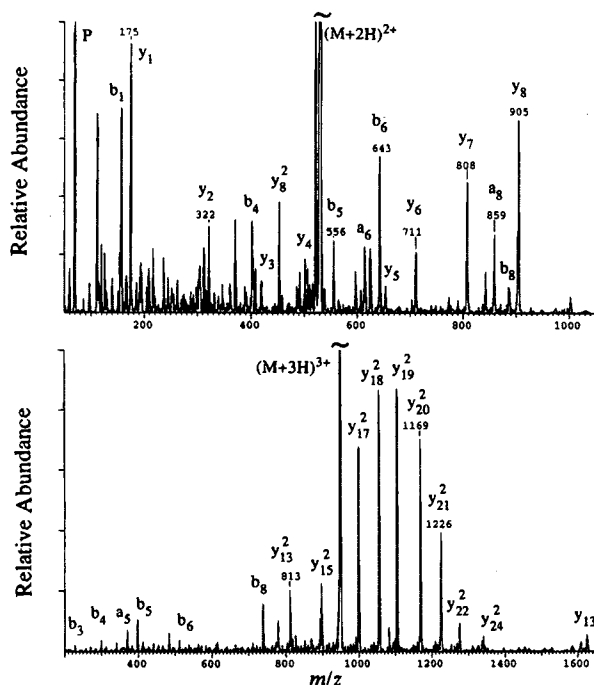 P
175
y1
b1
y2
322
y3
b4
y8^2
y4
(M+2H)2+
b5
556
a6
b6
643
y5
y6
711
y7
808
a8
859
b8
y8
905
Relative Abundance
200 400 600 800 1000
(M+3H)3+
b3
b4
a5
b5
b6
b8
y13^2
813
y15^2
y17^2
y18^2
y19^2
y20^2
1169
y21^2
1226
y22^2
y24^2
y13
Relative Abundance
200 400 600 800 1000 1200 1400 1600
m/z